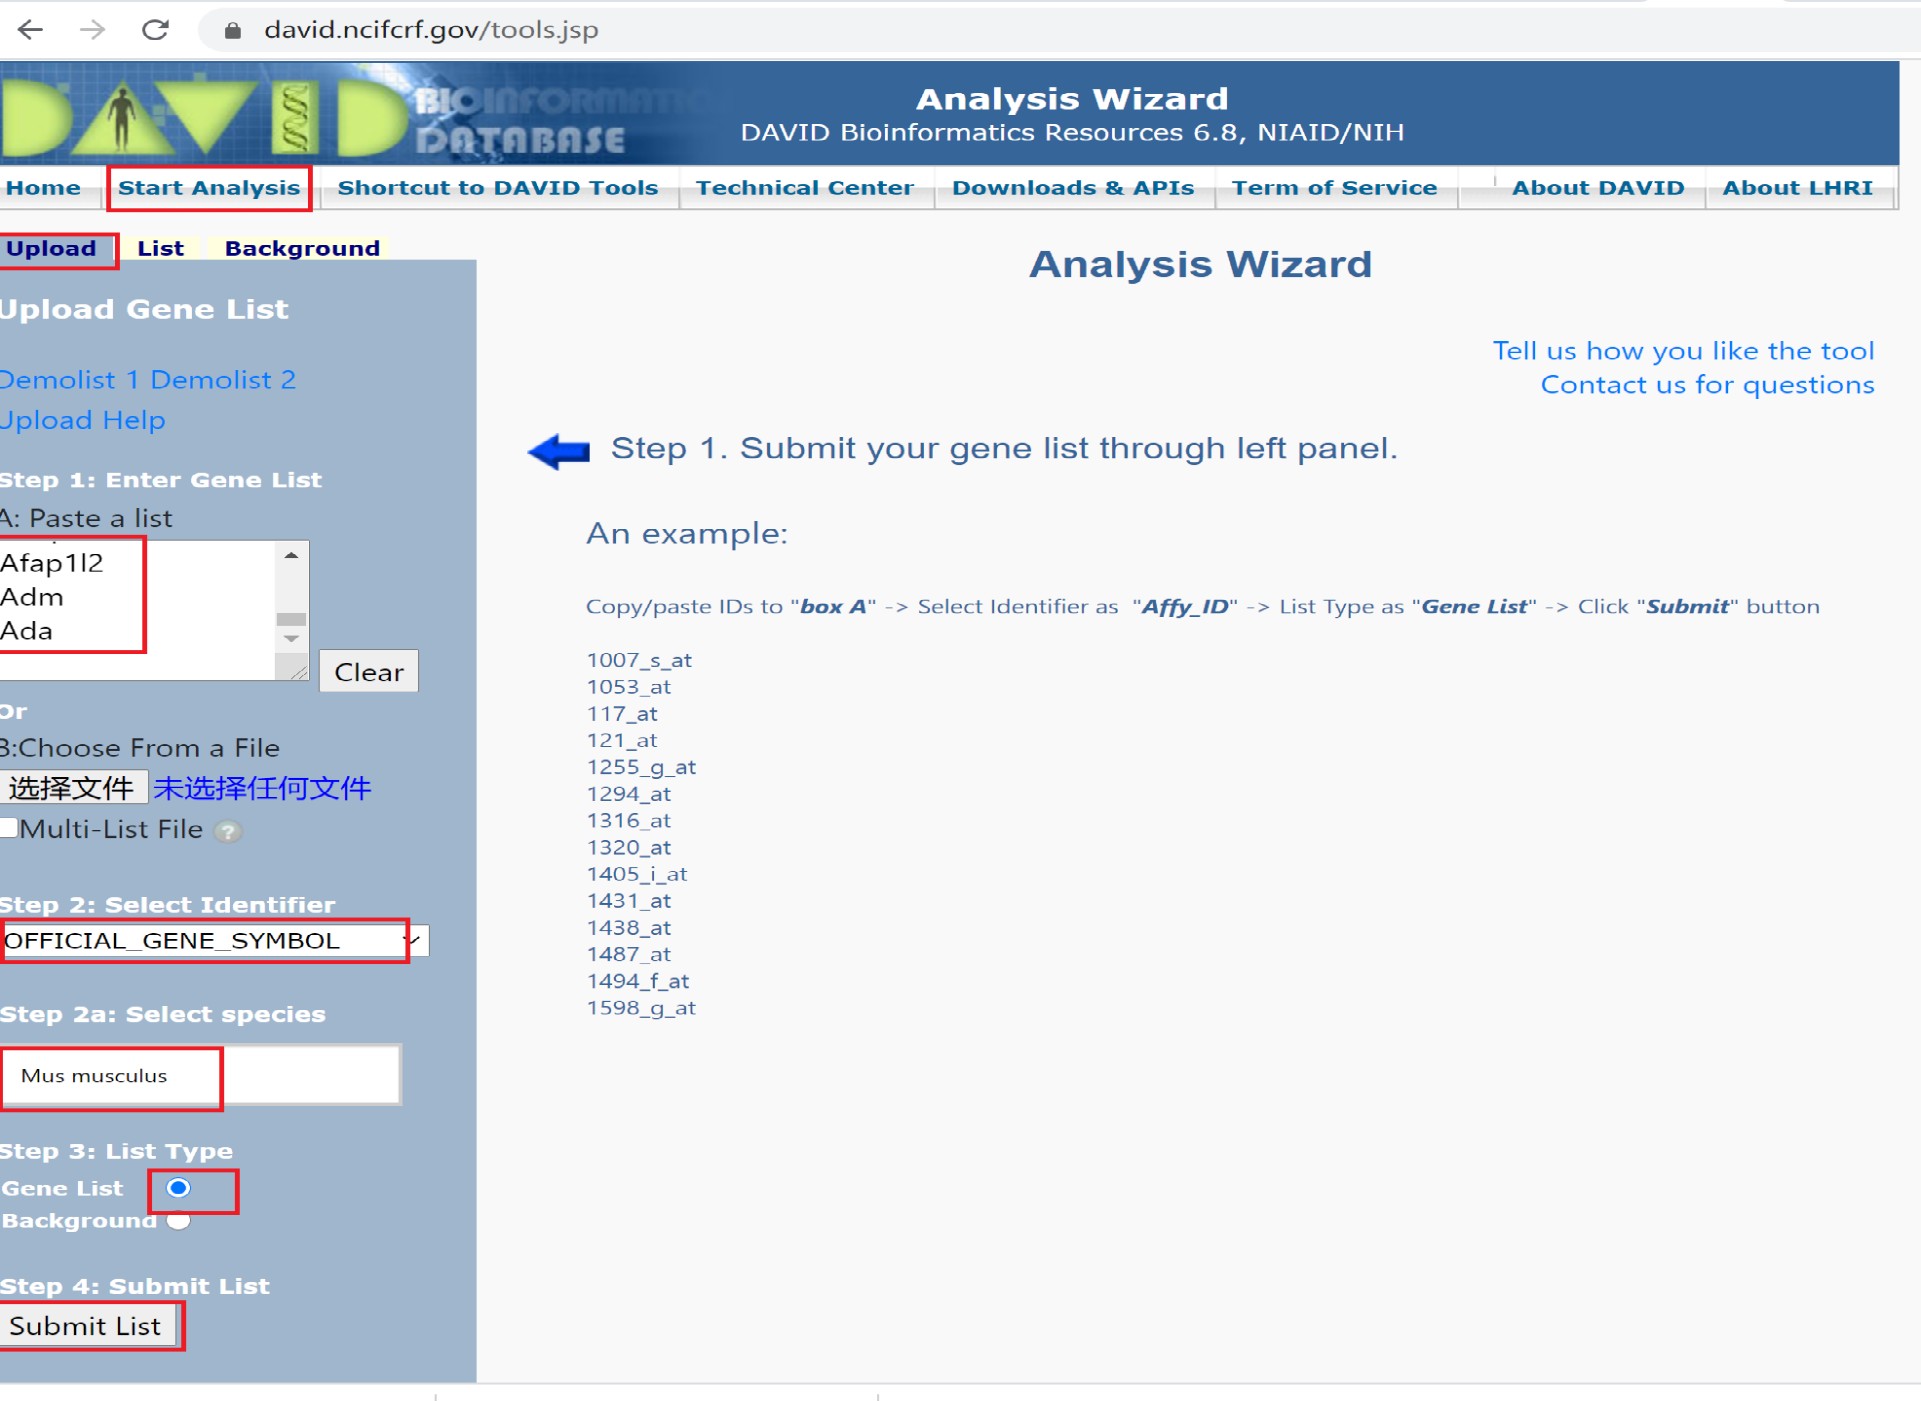 david.ncifcrf.gov/tools.jsp
DAVID BIOINFORMATICS
DATABASE
Analysis Wizard
DAVID Bioinformatics Resources 6.8, NIAID/NIH
Home Start Analysis Shortcut to DAVID Tools Technical Center Downloads & APIs Term of Service About DAVID About LHRI
Upload List Background
Upload Gene List
Demolist 1 Demolist 2
Upload Help
Step 1: Enter Gene List
A: Paste a list
Afap1l2
Adm
Ada
Clear
Or
B:Choose From a File
选择文件 未选择任何文件
Multi-List File ?
Step 2: Select Identifier
OFFICIAL_GENE_SYMBOL
Step 2a: Select species
Mus musculus
Step 3: List Type
Gene List
Background
Step 4: Submit List
Submit List
Analysis Wizard
Tell us how you like the tool
Contact us for questions
Step 1. Submit your gene list through left panel.
An example:
Copy/paste IDs to "box A" -> Select Identifier as "Affy_ID" -> List Type as "Gene List" -> Click "Submit" button
1007_s_at
1053_at
117_at
121_at
1255_g_at
1294_at
1316_at
1320_at
1405_i_at
1431_at
1438_at
1487_at
1494_f_at
1598_g_at